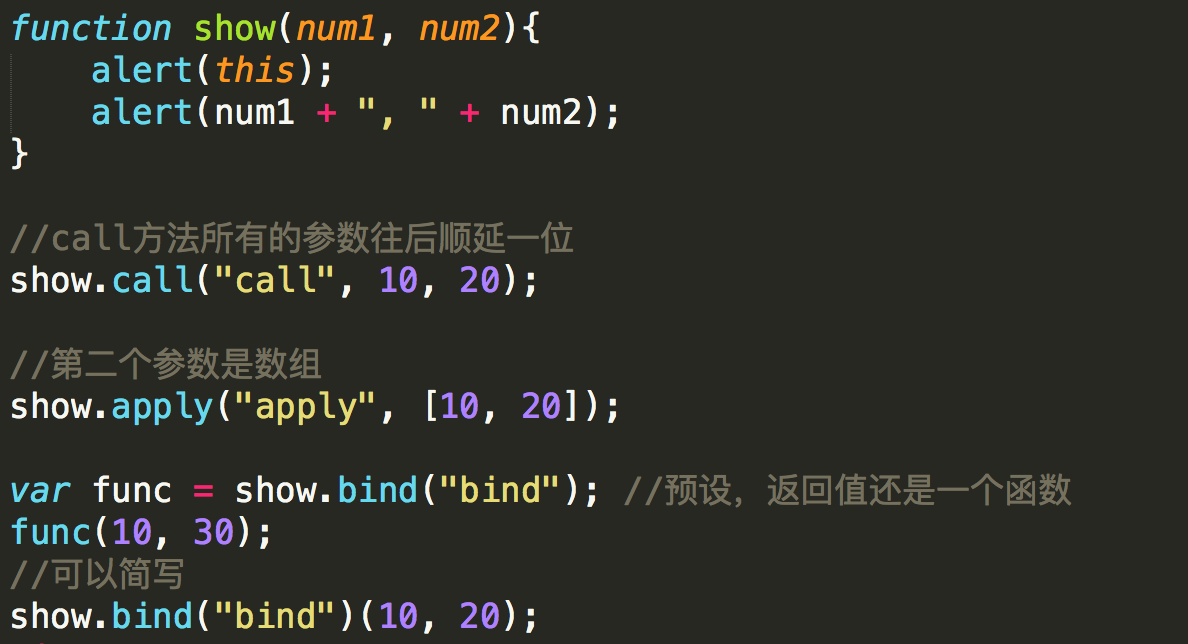 function show(num1, num2){
    alert(this);
    alert(num1 + ", " + num2);
}
//call方法所有的参数往后顺延一位
show.call("call", 10, 20);
//第二个参数是数组
show.apply("apply", [10, 20]);
var func = show.bind("bind"); //预设，返回值还是一个函数
func(10, 30);
//可以简写
show.bind("bind")(10, 20);